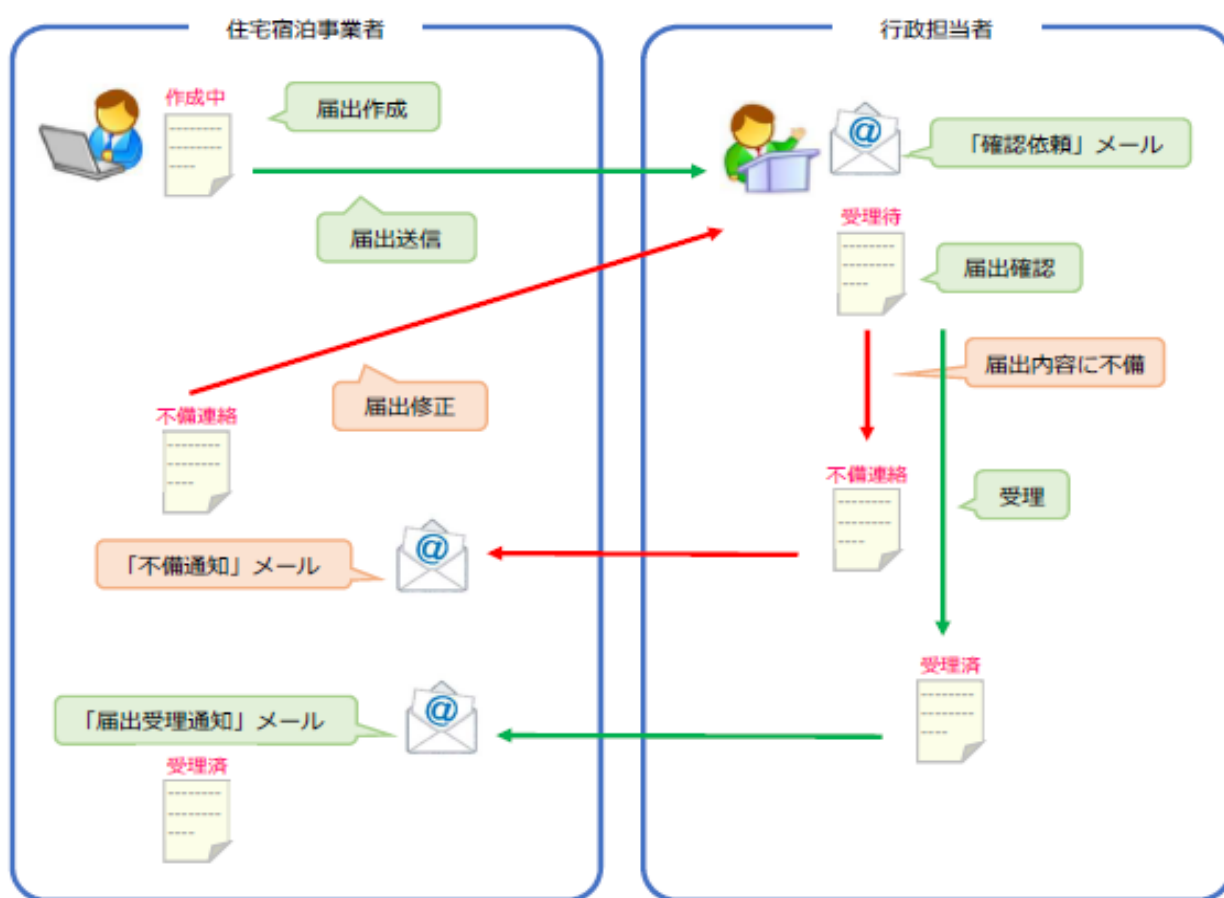 住宅宿泊事業者
行政担当者
作成中
届出作成
「確認依頼」メール
届出送信
受理待
届出確認
届出内容に不備
届出修正
不備連絡
不備連絡
受理
「不備通知」メール
受理済
「届出受理通知」メール
受理済